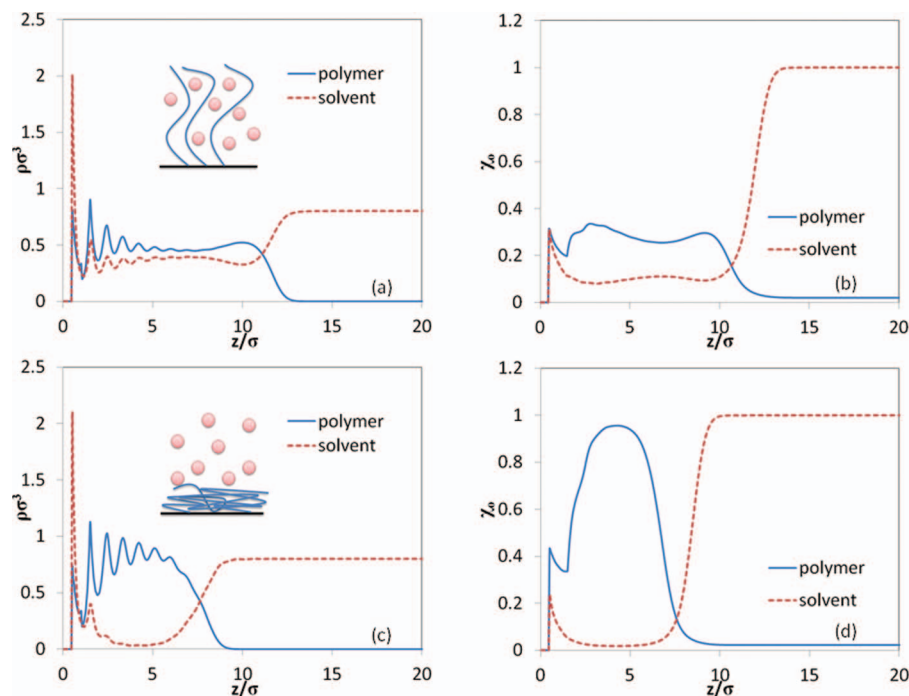 2.5
2
1.5
1
0.5
0
ρσ³
polymer
solvent
(a)
0 5 10 15 20
z/σ
1.2
1
0.8
0.6
0.4
0.2
0
χ₀
polymer
solvent
(b)
0 5 10 15 20
z/σ
2.5
2
1.5
1
0.5
0
ρσ³
polymer
solvent
(c)
0 5 10 15 20
z/σ
1.2
1
0.8
0.6
0.4
0.2
0
χ₀
polymer
solvent
(d)
0 5 10 15 20
z/σ